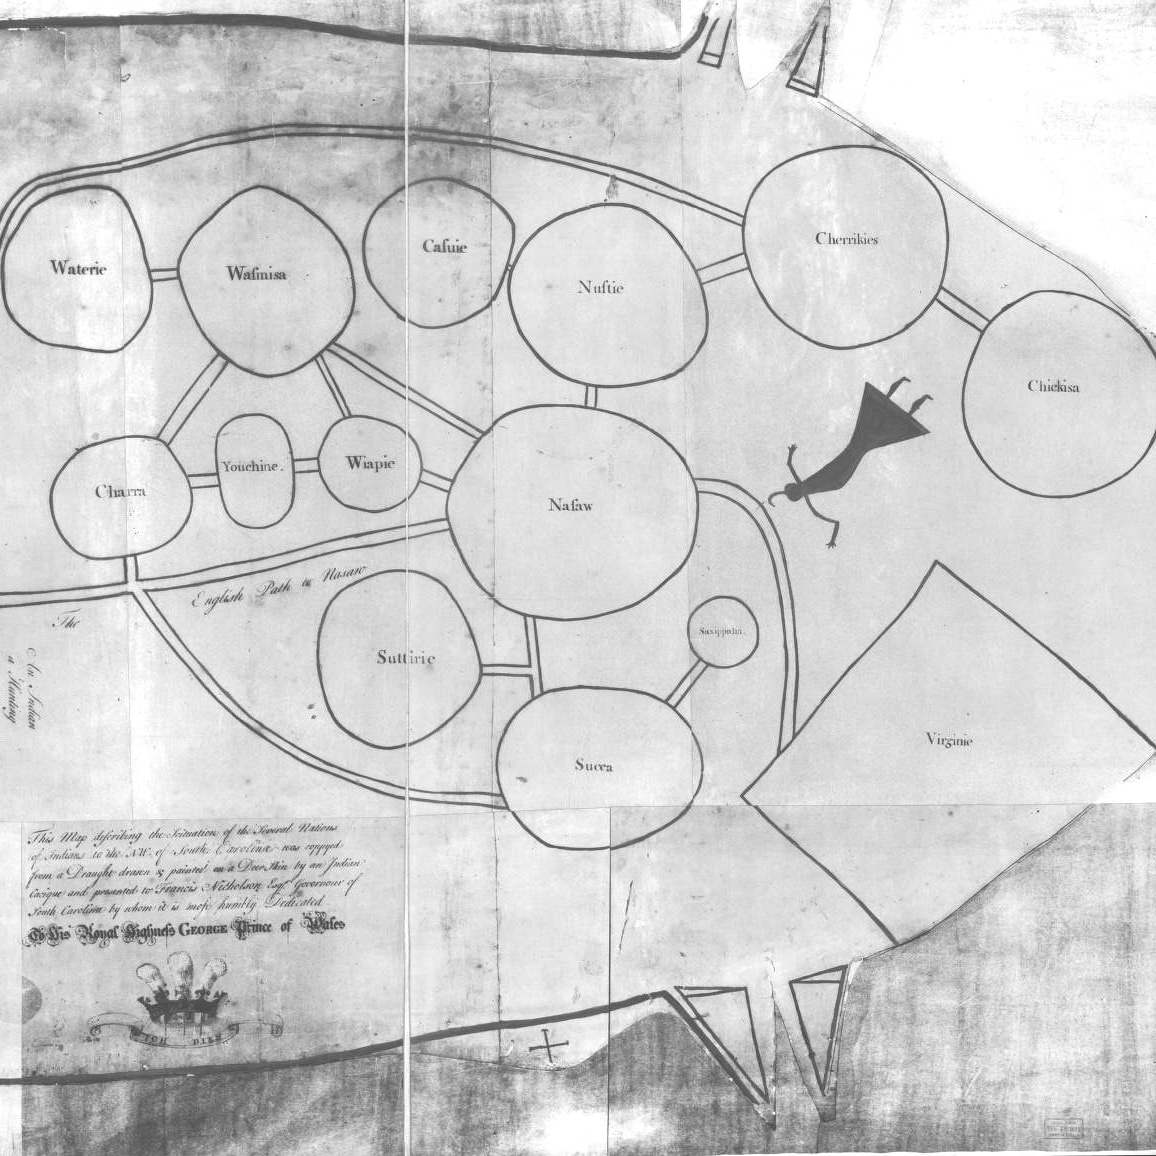 Cherrikies
Waterie
Waſmisa
Caſuie
Nuſtie
Chickisa
Charra
Youchine.
Wiapie
Naſaw
English Path to Nasaw
The
An Indian
a Hunting
Suttirie
Saxippaha.
Succa
Virginie
This Map deſcribing the Scituation of the Several Nations
of Indians to the NW. of South Carolina was coppyed
from a Draught drawn & painted on a Deer Skin by an Indian
Cacique and presented to Francis Nicholson Esqr. Governour of
South Carolina by whom it is moſt humbly Dedicated
To His Royal Highneſs GEORGE Prince of Wales
ICH DIEN